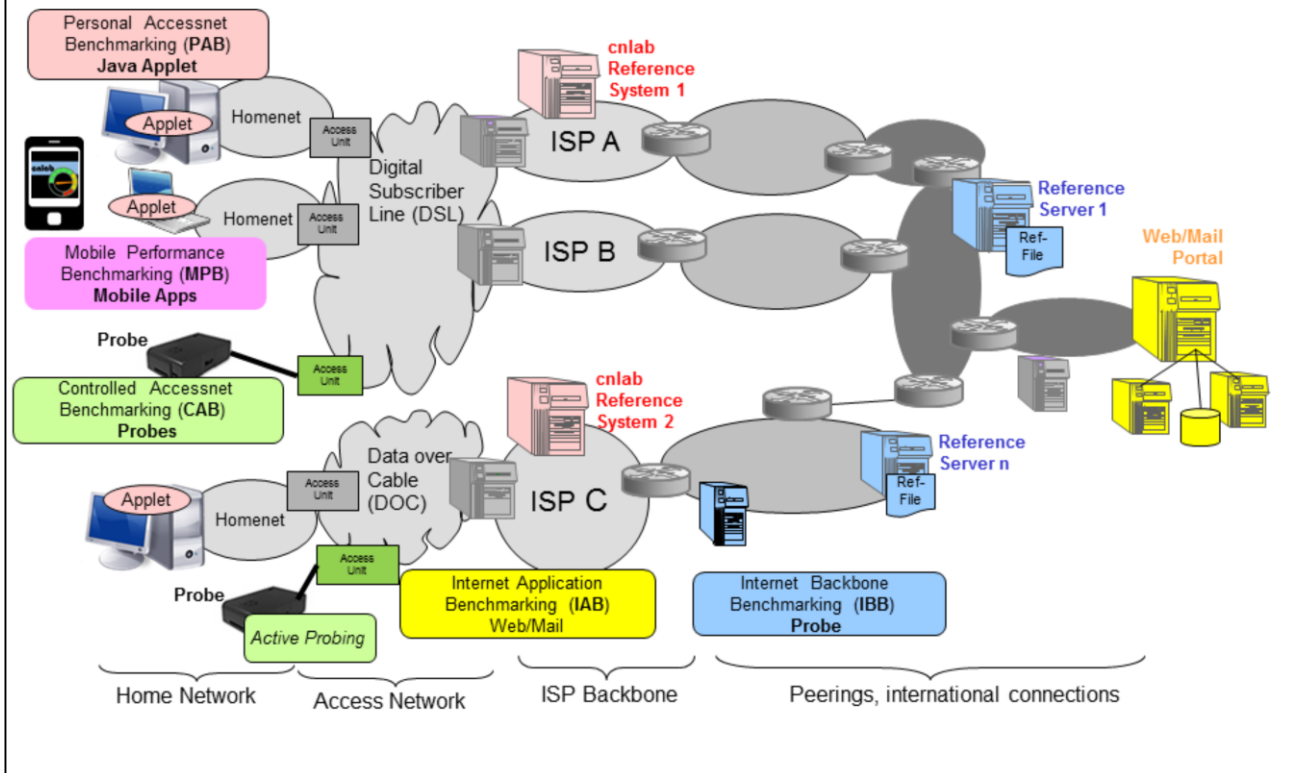 Personal Accessnet
Benchmarking (PAB)
Java Applet
Applet
Homenet
Access
Unit
cnlab
Applet
Homenet
Access
Unit
Mobile Performance
Benchmarking (MPB)
Mobile Apps
Digital
Subscriber
Line (DSL)
Probe
Access
Unit
Controlled Accessnet
Benchmarking (CAB)
Probes
cnlab
Reference
System 1
ISP A
ISP B
Reference
Server 1
Ref-
File
Web/Mail
Portal
cnlab
Reference
System 2
Applet
Homenet
Access
Unit
Data over
Cable
(DOC)
ISP C
Reference
Server n
Ref-
File
Probe
Access
Unit
Active Probing
Internet Application
Benchmarking (IAB)
Web/Mail
Internet Backbone
Benchmarking (IBB)
Probe
Home Network
Access Network
ISP Backbone
Peerings, international connections